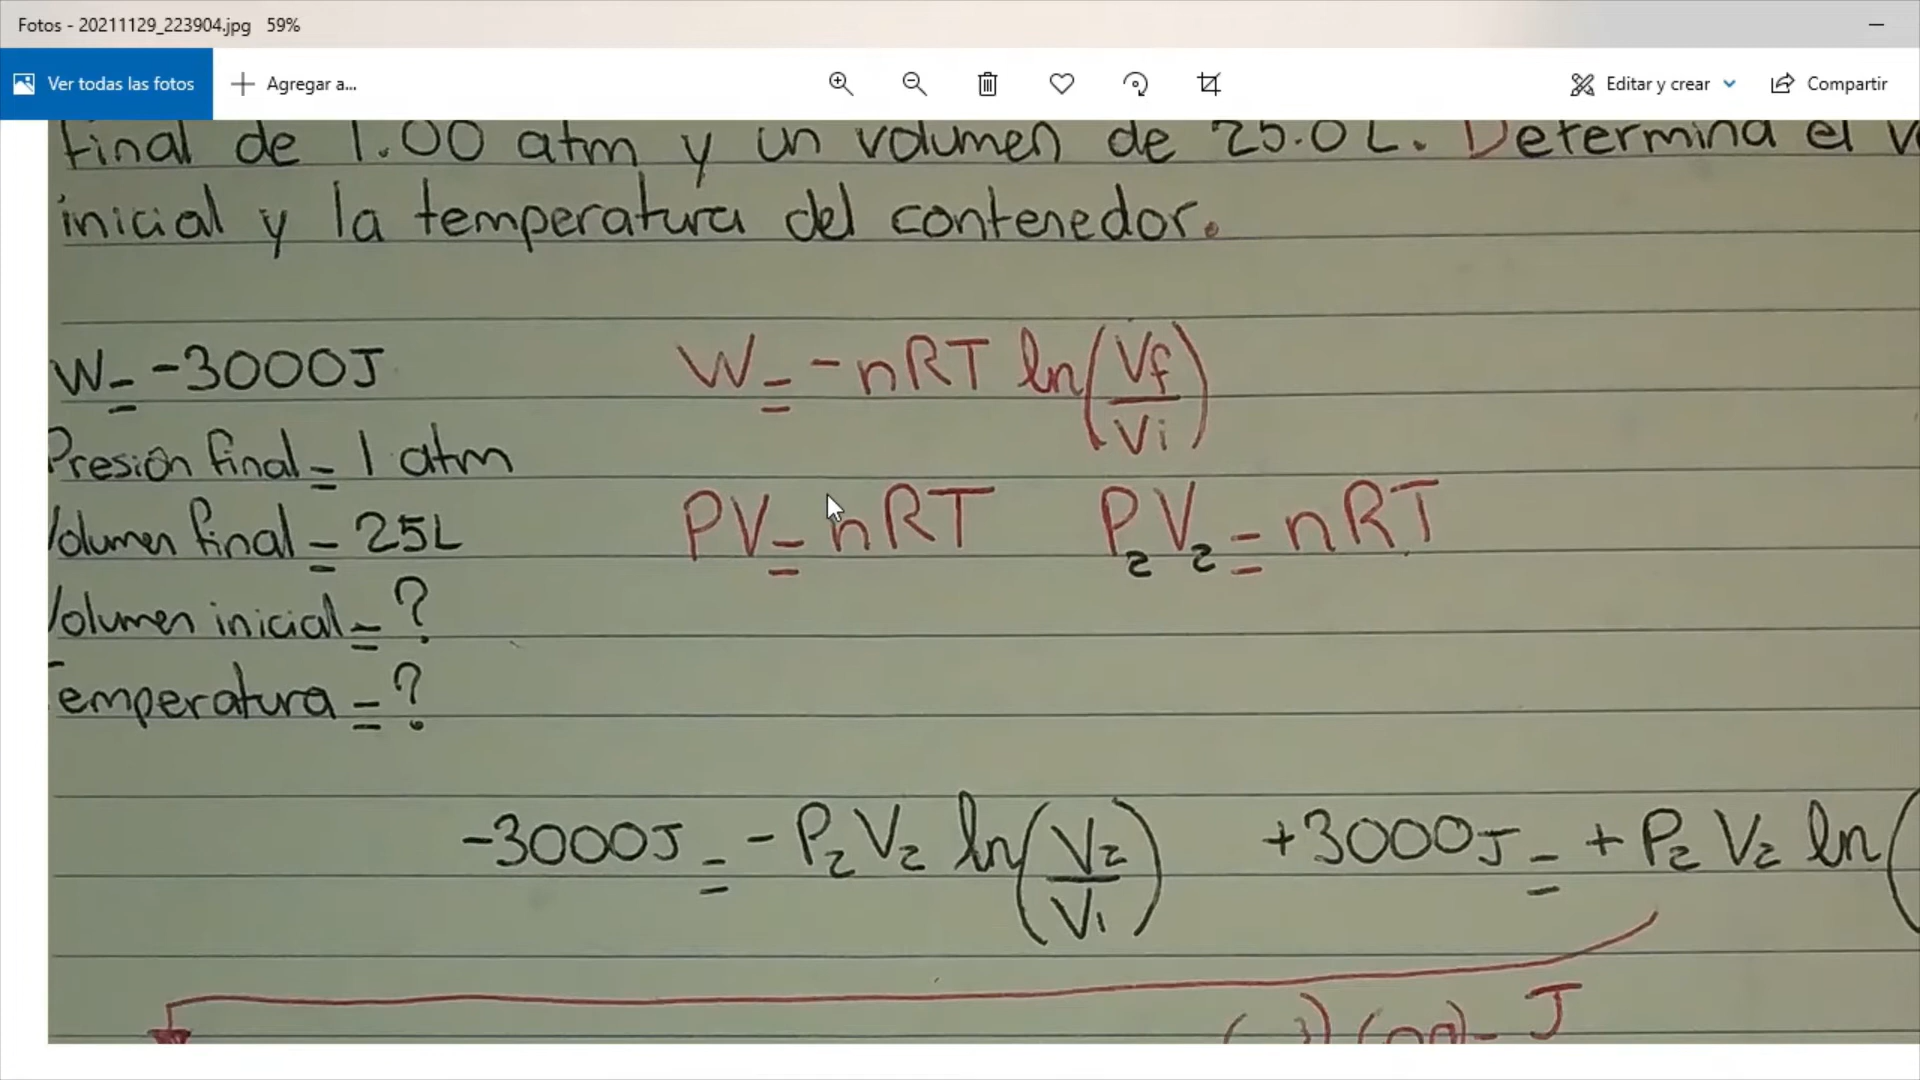 Fotos - 20211129_223904.jpg 59%
Ver todas las fotos
Agregar a...
Editar y crear
Compartir
final de 1.00 atm y un volumen de 25.0 L. Determina el
inicial y la temperatura del contenedor.
W = -3000J
W = -nRT ln(Vf/Vi)
Presión final = 1 atm
PV = nRT
P₂V₂ = nRT
Volumen final = 25L
Volumen inicial = ?
Temperatura = ?
-3000J = -P₂V₂ ln(V₂/V₁)
+3000J = +P₂V₂ ln(
J